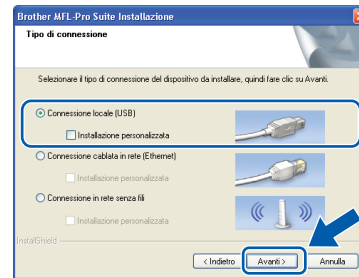 Brother MFL-Pro Suite Installazione
Tipo di connessione
Selezionare il tipo di connessione del dispositivo da installare, quindi fare clic su Avanti.
Connessione locale (USB)
Installazione personalizzata
Connessione cablata in rete (Ethernet)
Installazione personalizzata
Connessione in rete senza fili
Installazione personalizzata
InstallShield
< Indietro Avanti > Annulla